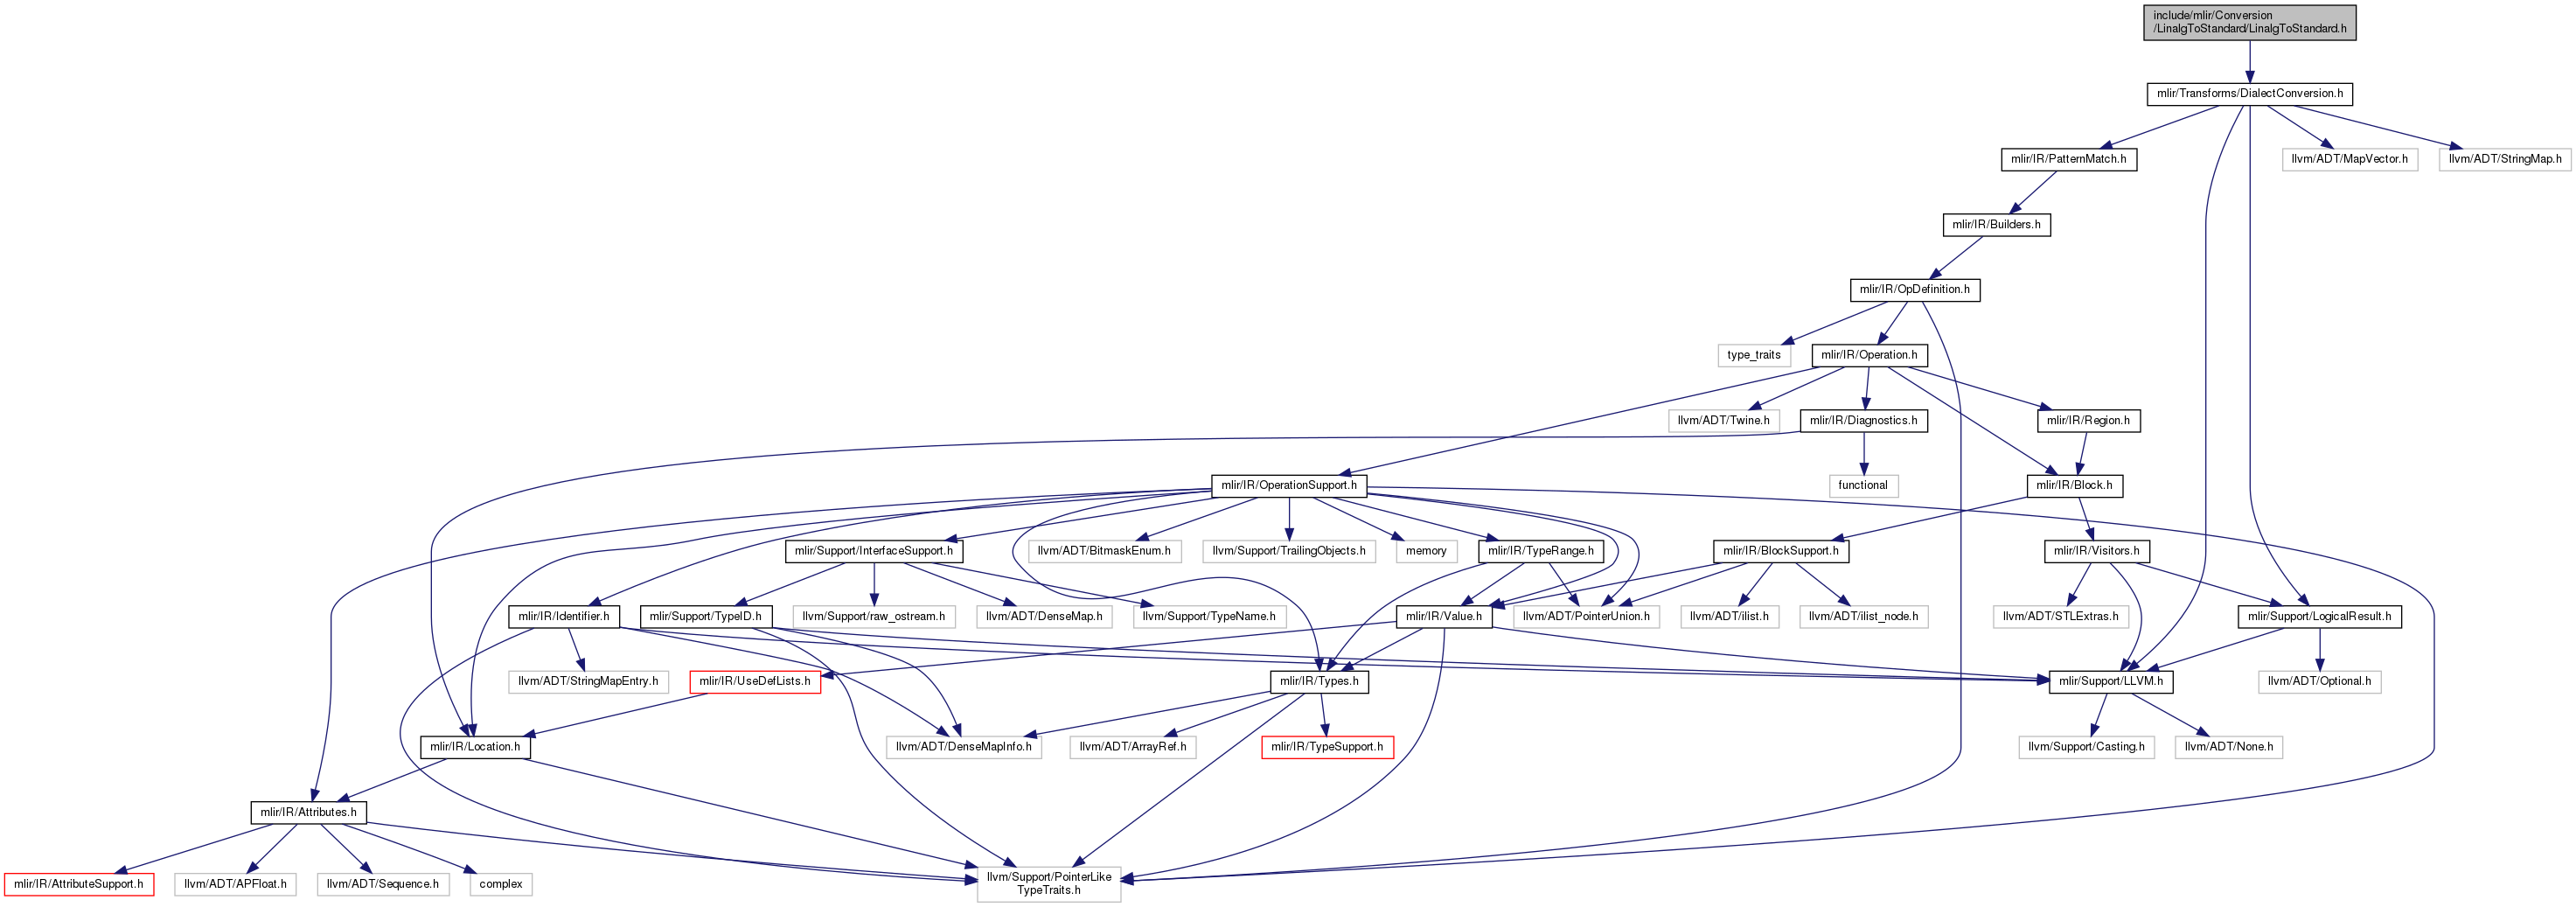 include/mlir/Conversion
/LinalgToStandard/LinalgToStandard.h
mlir/Transforms/DialectConversion.h
mlir/IR/PatternMatch.h
llvm/ADT/MapVector.h
llvm/ADT/StringMap.h
mlir/IR/Builders.h
mlir/IR/OpDefinition.h
type_traits
mlir/IR/Operation.h
llvm/ADT/Twine.h
mlir/IR/Diagnostics.h
mlir/IR/Region.h
mlir/IR/OperationSupport.h
functional
mlir/IR/Block.h
mlir/Support/InterfaceSupport.h
llvm/ADT/BitmaskEnum.h
llvm/Support/TrailingObjects.h
memory
mlir/IR/TypeRange.h
mlir/IR/BlockSupport.h
mlir/IR/Visitors.h
mlir/IR/Identifier.h
mlir/Support/TypeID.h
llvm/Support/raw_ostream.h
llvm/ADT/DenseMap.h
llvm/Support/TypeName.h
mlir/IR/Value.h
llvm/ADT/PointerUnion.h
llvm/ADT/ilist.h
llvm/ADT/ilist_node.h
llvm/ADT/STLExtras.h
mlir/Support/LogicalResult.h
llvm/ADT/StringMapEntry.h
mlir/IR/UseDefLists.h
mlir/IR/Types.h
mlir/Support/LLVM.h
llvm/ADT/Optional.h
mlir/IR/Location.h
llvm/ADT/DenseMapInfo.h
llvm/ADT/ArrayRef.h
mlir/IR/TypeSupport.h
llvm/Support/Casting.h
llvm/ADT/None.h
mlir/IR/Attributes.h
mlir/IR/AttributeSupport.h
llvm/ADT/APFloat.h
llvm/ADT/Sequence.h
complex
llvm/Support/PointerLike
TypeTraits.h